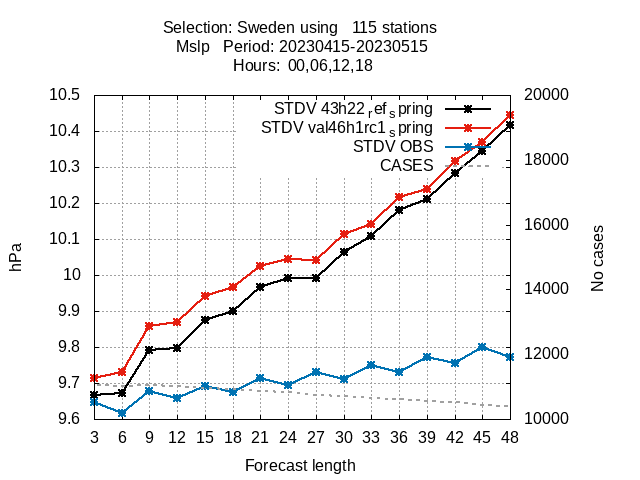 Selection: Sweden using   115 stations
Mslp   Period: 20230415-20230515
Hours:  00,06,12,18
STDV 43h22_ref_spring
STDV val46h1rc1_spring
STDV OBS
CASES
10.5
10.4
10.3
10.2
10.1
10
9.9
9.8
9.7
9.6
20000
18000
16000
14000
12000
10000
hPa
No cases
3 6 9 12 15 18 21 24 27 30 33 36 39 42 45 48
Forecast length